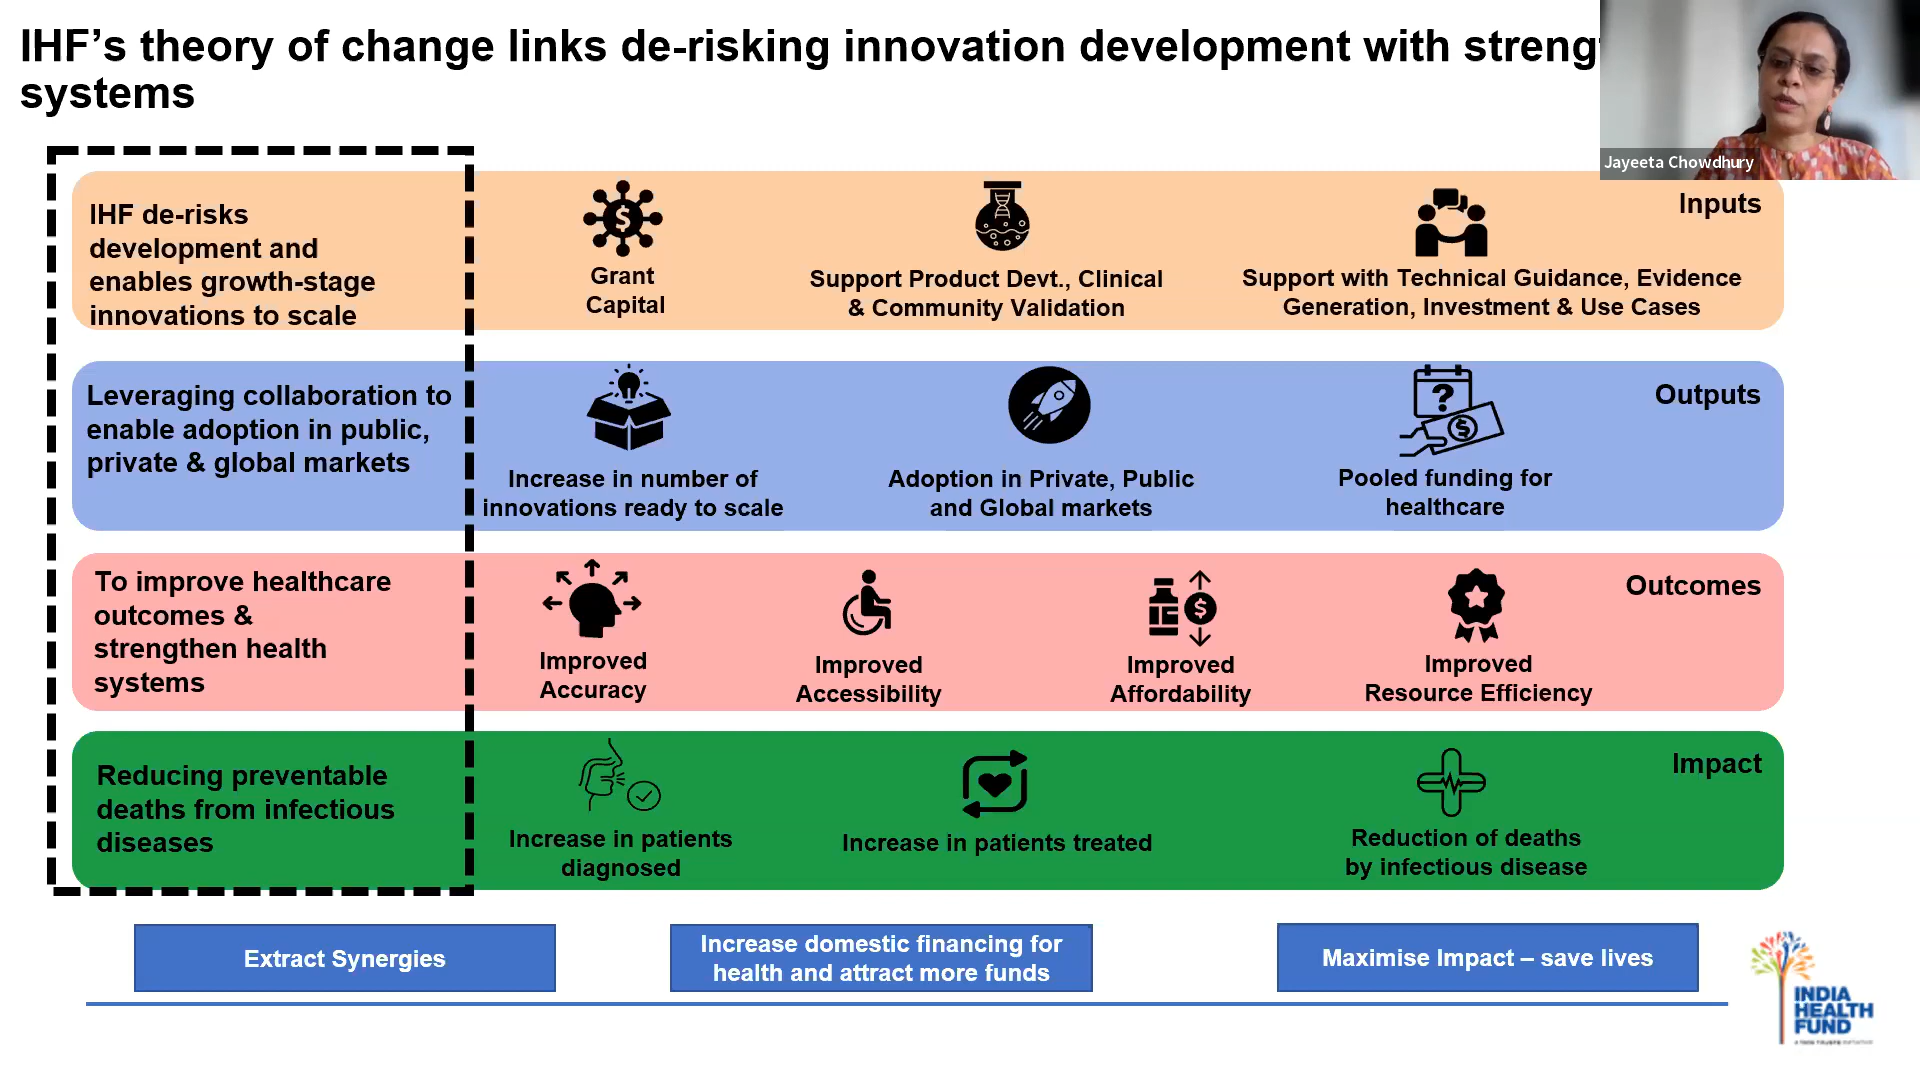 IHF's theory of change links de-risking innovation development with streng
systems
Jayeeta Chowdhury
IHF de-risks
development and
enables growth-stage
innovations to scale
Grant
Capital
Support Product Devt., Clinical
& Community Validation
Support with Technical Guidance, Evidence
Generation, Investment & Use Cases
Inputs
Leveraging collaboration to
enable adoption in public,
private & global markets
Increase in number of
innovations ready to scale
Adoption in Private, Public
and Global markets
Pooled funding for
healthcare
Outputs
To improve healthcare
outcomes &
strengthen health
systems
Improved
Accuracy
Improved
Accessibility
Improved
Affordability
Improved
Resource Efficiency
Outcomes
Reducing preventable
deaths from infectious
diseases
Increase in patients
diagnosed
Increase in patients treated
Reduction of deaths
by infectious disease
Impact
Extract Synergies
Increase domestic financing for
health and attract more funds
Maximise Impact – save lives
INDIA
HEALTH
FUND